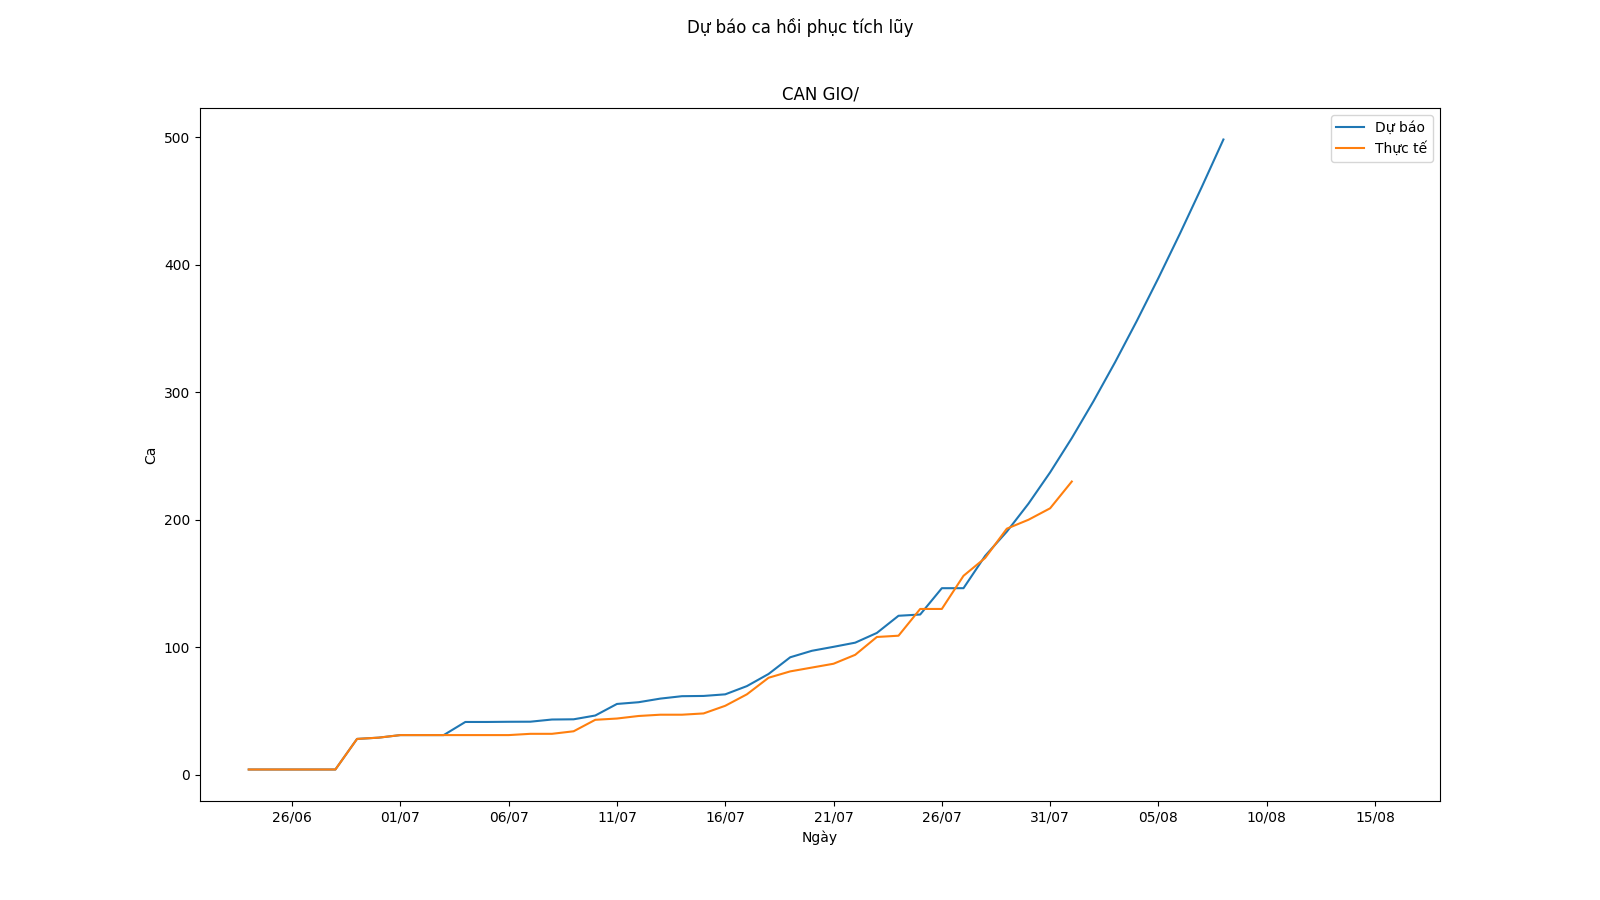 Dự báo ca hồi phục tích lũy
CAN GIO/
Dự báo
Thực tế
500
400
300
200
100
0
Ca
26/06 01/07 06/07 11/07 16/07 21/07 26/07 31/07 05/08 10/08 15/08
Ngày